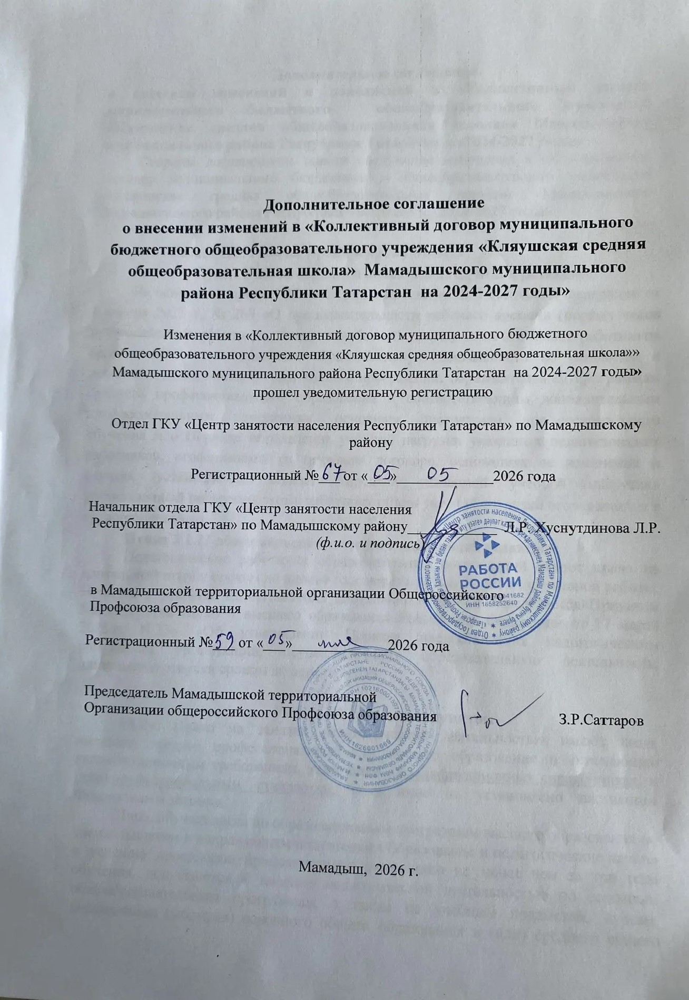 Дополнительное соглашение
о внесении изменений в «Коллективный договор муниципального
бюджетного общеобразовательного учреждения «Кляушская средняя
общеобразовательная школа» Мамадышского муниципального
района Республики Татарстан на 2024-2027 годы»
Изменения в «Коллективный договор муниципального бюджетного
общеобразовательного учреждения «Кляушская средняя общеобразовательная школа»»
Мамадышского муниципального района Республики Татарстан на 2024-2027 годы»
прошел уведомительную регистрацию
Отдел ГКУ «Центр занятости населения Республики Татарстан» по Мамадышскому
району
Регистрационный № 67 от « 05 » 05 2026 года
Начальник отдела ГКУ «Центр занятости населения
Республики Татарстан» по Мамадышскому району Л.Р. Хуснутдинова Л.Р.
(ф.и.о. и подпись)
РАБОТА
РОССИИ
ИНН 1658252640
в Мамадышской территориальной организации Общероссийского
Профсоюза образования
Регистрационный № 59 от « 05 » мая 2026 года
Председатель Мамадышской территориальной
Организации общероссийского Профсоюза образования З.Р.Саттаров
ИНН 1626001669
Мамадыш, 2026 г.